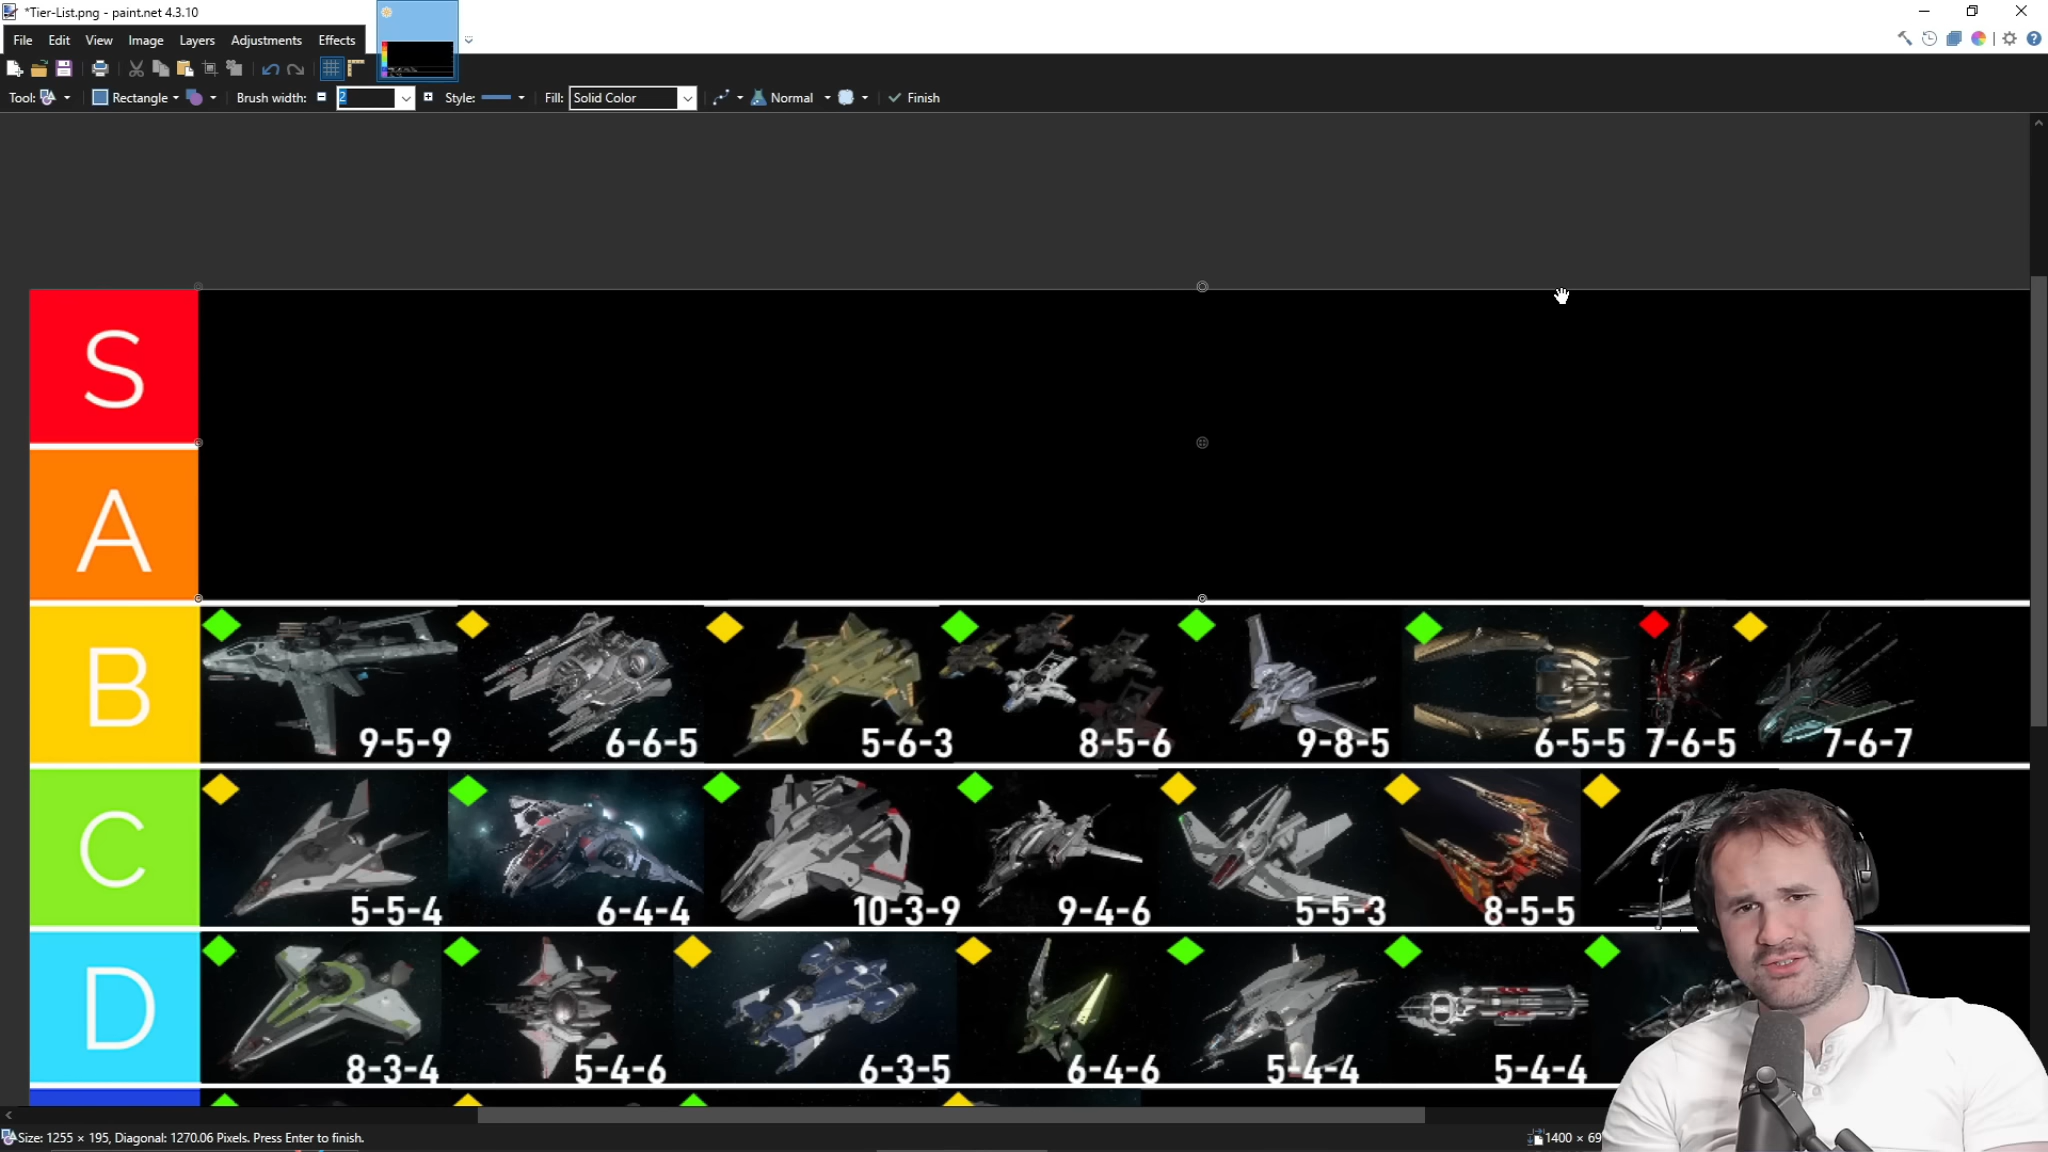 *Tier-List.png - paint.net 4.3.10
File Edit View Image Layers Adjustments Effects
Tool: Rectangle Brush width: 2 Style: Fill: Solid Color Normal Finish
S
A
B
9-5-9 6-6-5 5-6-3 8-5-6 9-8-5 6-5-5 7-6-5 7-6-7
C
5-5-4 6-4-4 10-3-9 9-4-6 5-5-3 8-5-5
D
8-3-4 5-4-6 6-3-5 6-4-6 5-4-4 5-4-4
Size: 1255 × 195, Diagonal: 1270.06 Pixels. Press Enter to finish. 1400 × 69